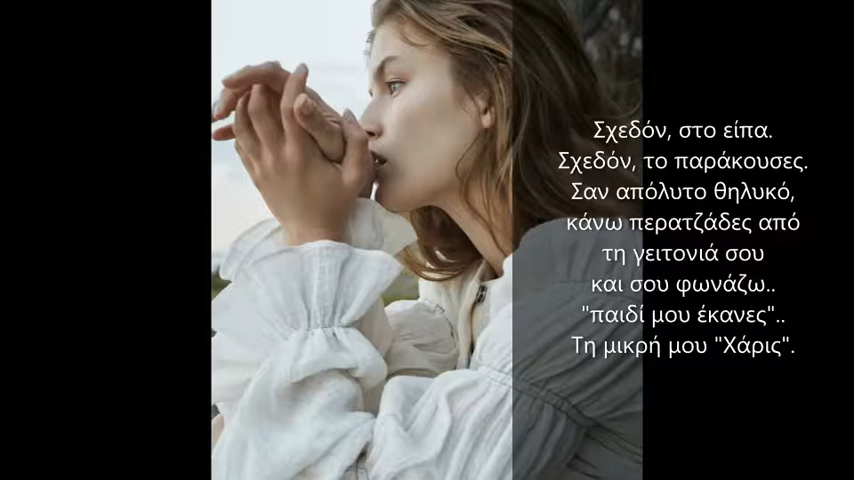 Σχεδόν, στο είπα.
Σχεδόν, το παράκουσες.
Σαν απόλυτο θηλυκό,
κάνω περατζάδες από
τη γειτονιά σου
και σου φωνάζω..
"παιδί μου έκανες"..
Τη μικρή μου "Χάρις".